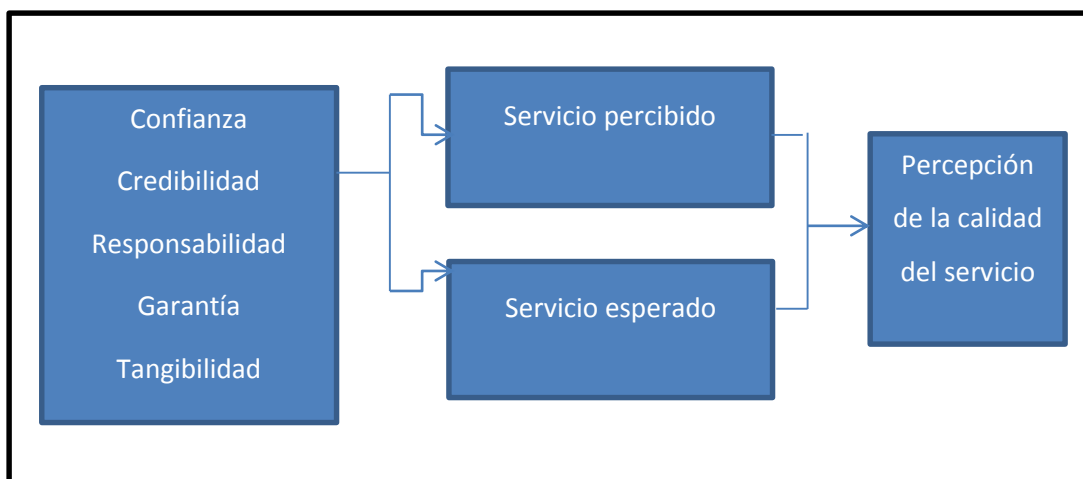 Confianza
Credibilidad
Responsabilidad
Garantía
Tangibilidad
Servicio percibido
Servicio esperado
Percepción
de la calidad
del servicio